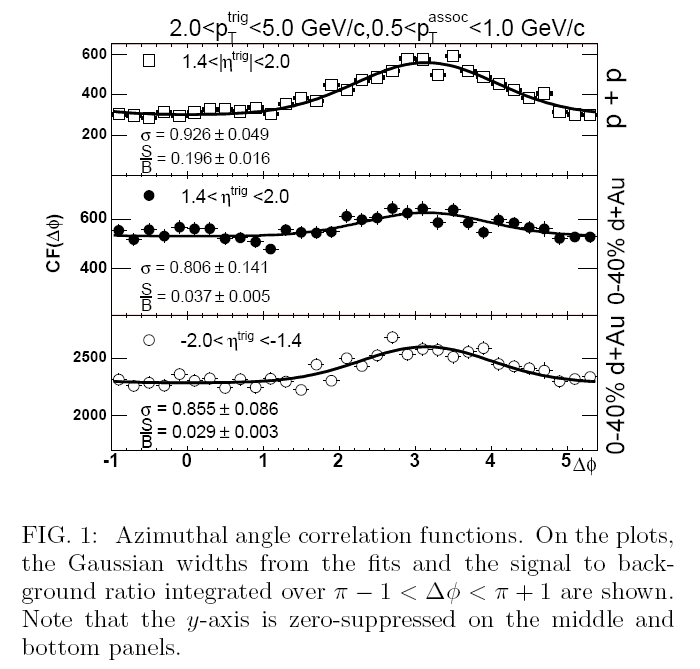 2.0<p_T^trig<5.0 GeV/c,0.5<p_T^assoc<1.0 GeV/c
600
400
200
1.4<|η^trig|<2.0
σ = 0.926 ± 0.049
S/B = 0.196 ± 0.016
p + p
600
400
1.4< η^trig <2.0
σ = 0.806 ± 0.141
S/B = 0.037 ± 0.005
0-40% d+Au
CF(Δϕ)
2500
2000
-2.0< η^trig <-1.4
σ = 0.855 ± 0.086
S/B = 0.029 ± 0.003
0-40% d+Au
-1 0 1 2 3 4 5 Δϕ
FIG. 1: Azimuthal angle correlation functions. On the plots,
the Gaussian widths from the fits and the signal to back-
ground ratio integrated over π − 1 < Δϕ < π + 1 are shown.
Note that the y-axis is zero-suppressed on the middle and
bottom panels.